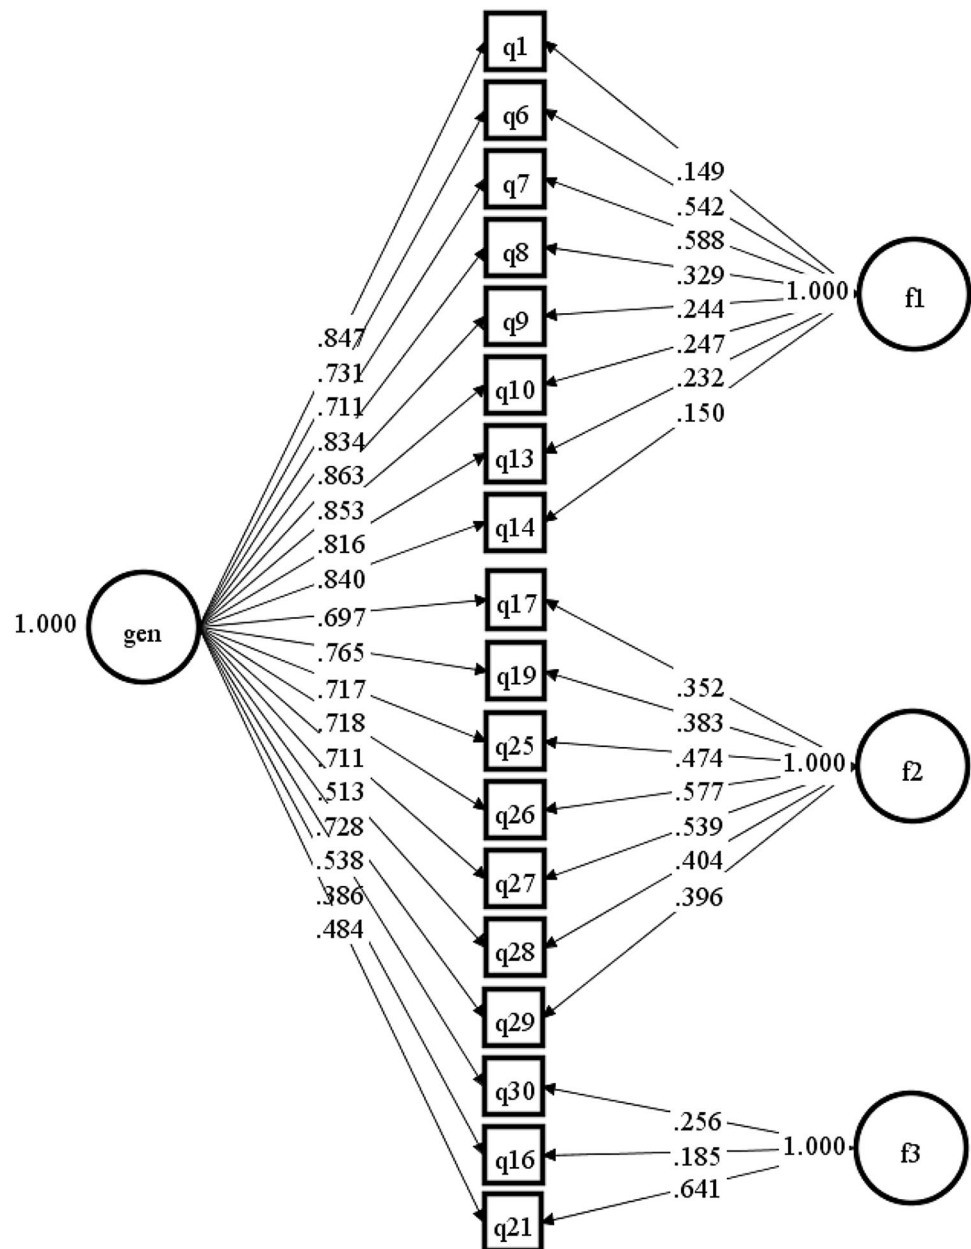 q1
q6
q7
q8
q9
q10
q13
q14
q17
q19
q25
q26
q27
q28
q29
q30
q16
q21
.847
.731
.711
.834
.863
.853
.816
.840
.697
.765
.717
.718
.711
.513
.728
.538
.386
.484
1.000
gen
.149
.542
.588
.329
.244
.247
.232
.150
1.000
f1
.352
.383
.474
.577
.539
.404
.396
1.000
f2
.256
.185
.641
1.000
f3